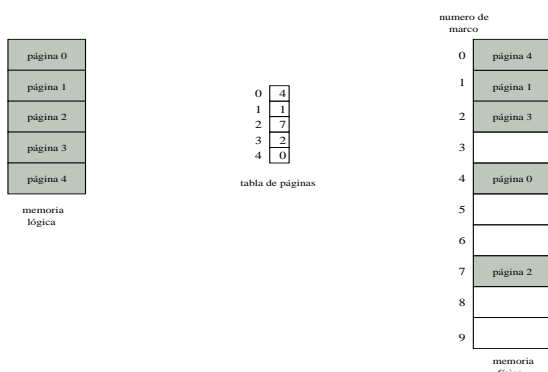 página 0
página 1
página 2
página 3
página 4
memoria
lógica
0 4
1 1
2 7
3 2
4 0
tabla de páginas
numero de
marco
0 página 4
1 página 1
2 página 3
3
4 página 0
5
6
7 página 2
8
9
memoria